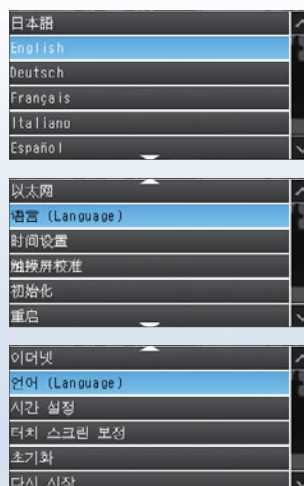 日本語
English
Deutsch
Français
Italiano
Español
以太网
语言 (Language)
时间设置
触摸屏校准
初始化
重启
이더넷
언어 (Language)
시간 설정
터치 스크린 보정
초기화
다시 시작